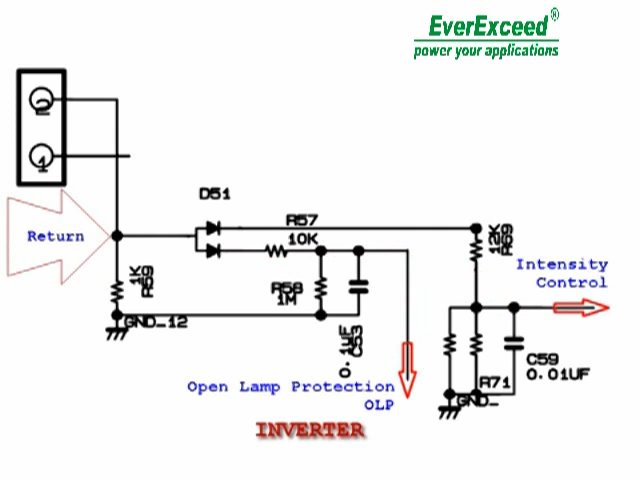 EverExceed®
power your applications
2
1
D51
Return
R57
10K
1K
R59
R58
1M
GND_12
0.1UF
C53
12K
R69
Intensity
Control
C59
0.01UF
R71
GND_
Open Lamp Protection
OLP
INVERTER